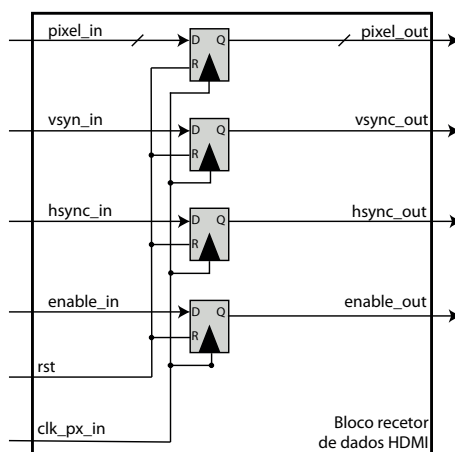 pixel_in
D Q
pixel_out
R
vsyn_in
D Q
vsync_out
R
hsync_in
D Q
hsync_out
R
enable_in
D Q
enable_out
R
rst
clk_px_in
Bloco recetor
de dados HDMI